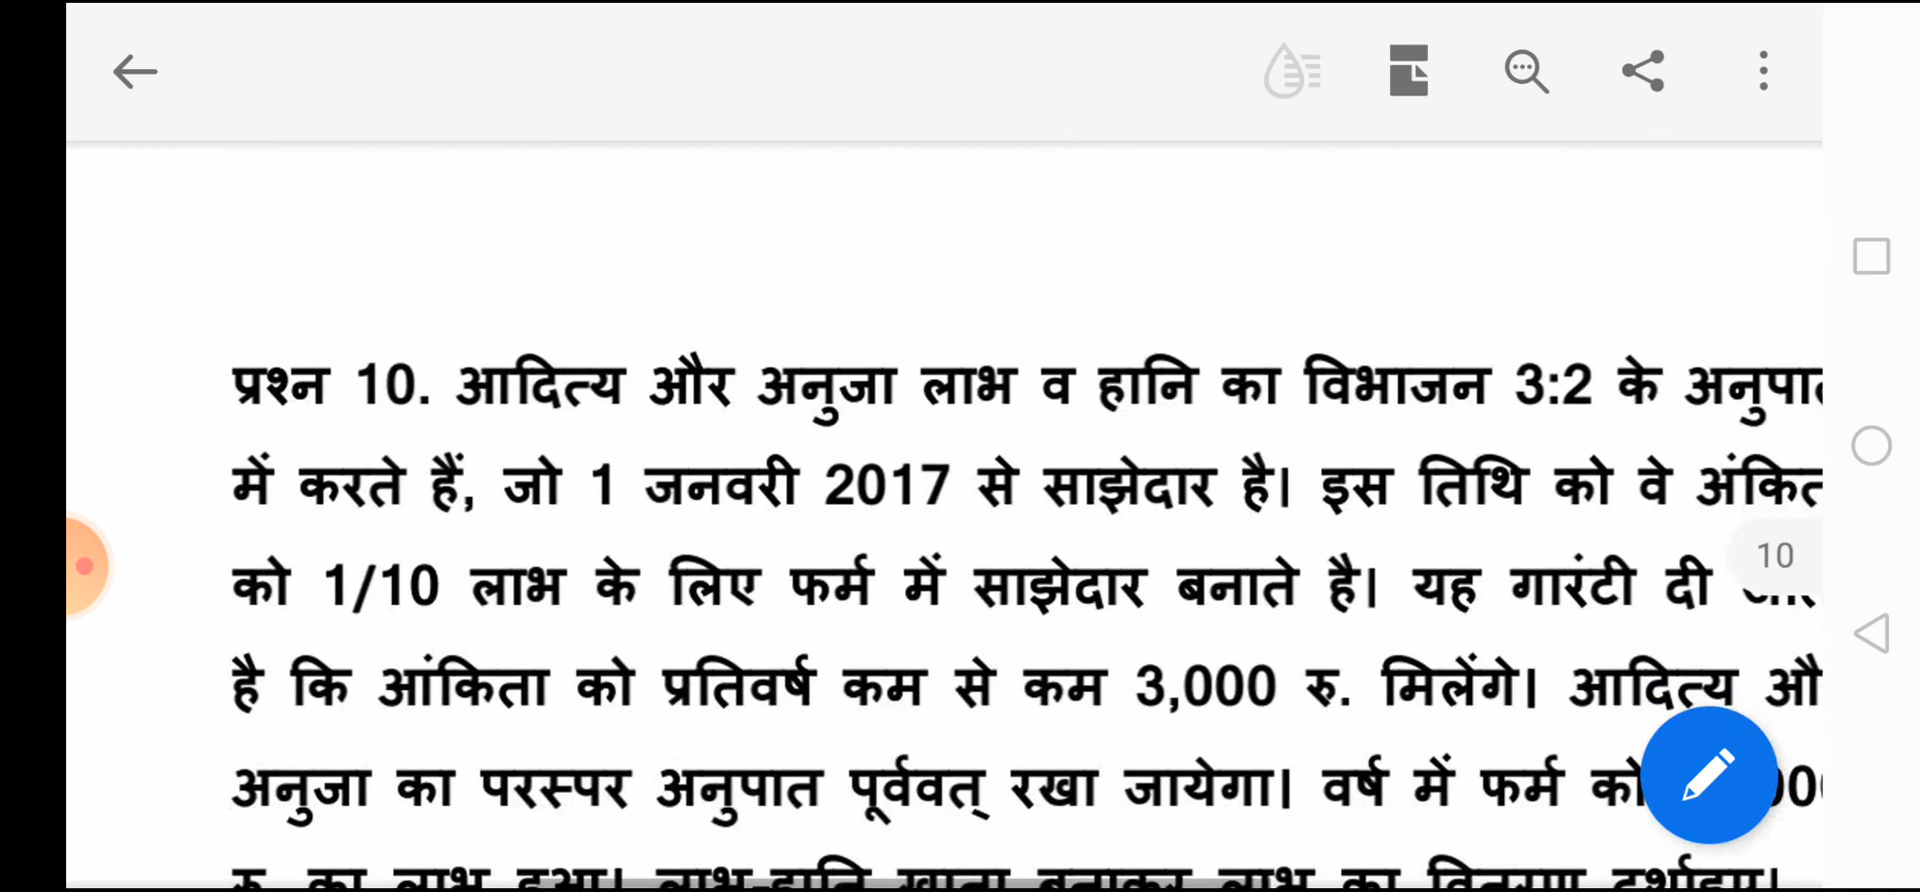 प्रश्न 10. आदित्य और अनुजा लाभ व हानि का विभाजन 3:2 के
में करते हैं, जो 1 जनवरी 2017 से साझेदार है। इस तिथि को वे
को 1/10 लाभ के लिए फर्म में साझेदार बनाते है। यह गारंटी दी
10
है कि आंकिता को प्रतिवर्ष कम से कम 3,000 रु. मिलेंगे। आदित्य
अनुजा का परस्पर अनुपात पूर्ववत् रखा जायेगा। वर्ष में फर्म को